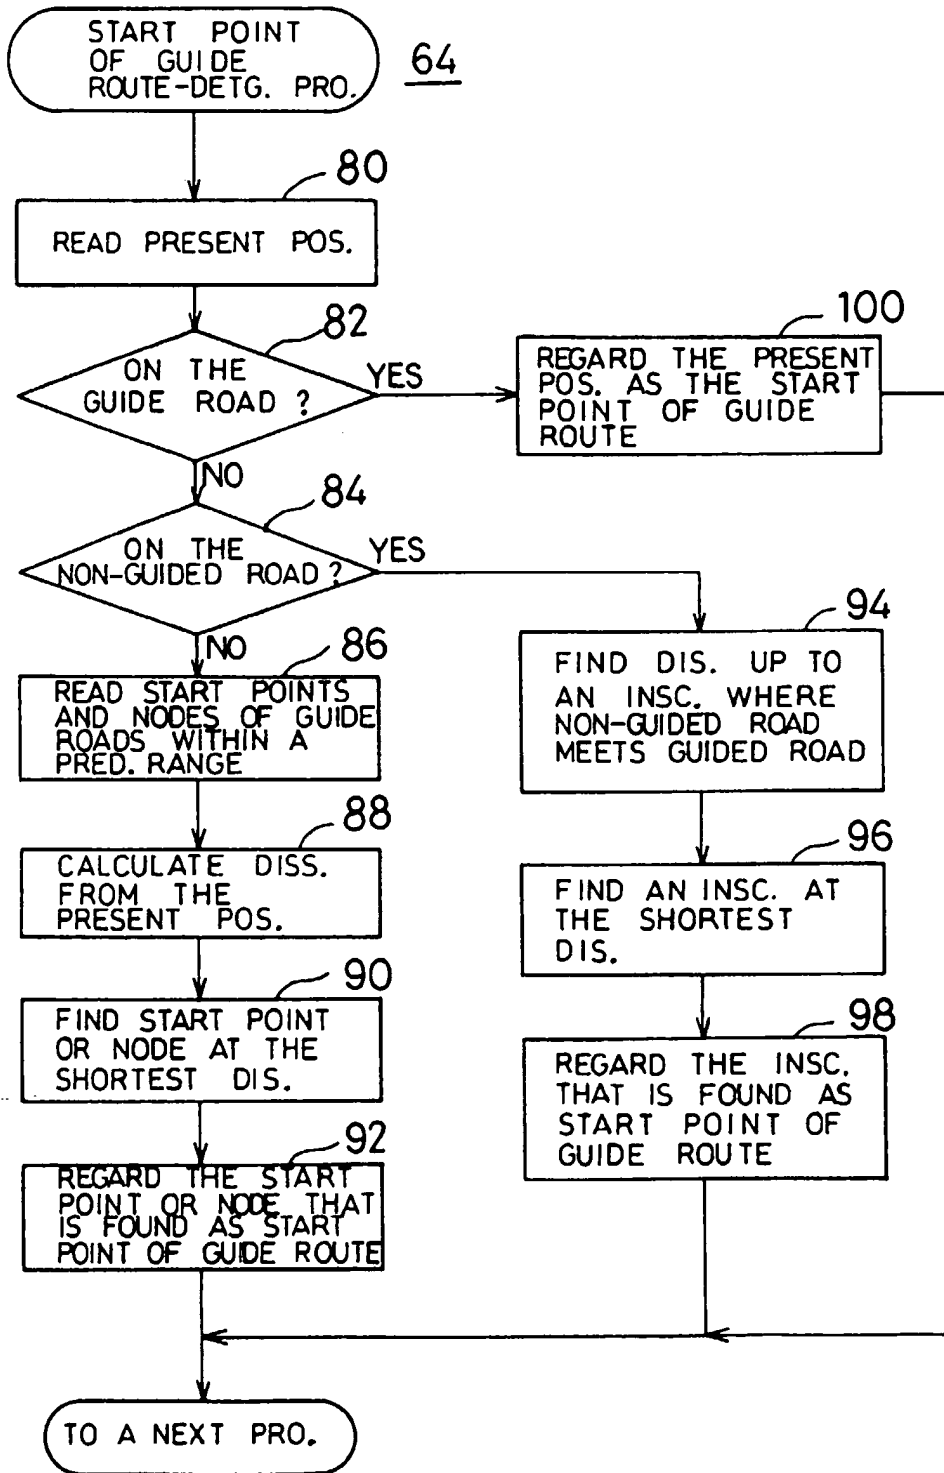 START POINT
OF GUIDE
ROUTE-DETG. PRO.
64
80
READ PRESENT POS.
82
ON THE
GUIDE ROAD ?
YES
100
REGARD THE PRESENT
POS. AS THE START
POINT OF GUIDE
ROUTE
NO
84
ON THE
NON-GUIDED ROAD ?
YES
NO
86
READ START POINTS
AND NODES OF GUIDE
ROADS WITHIN A
PRED. RANGE
94
FIND DIS. UP TO
AN INSC. WHERE
NON-GUIDED ROAD
MEETS GUIDED ROAD
88
CALCULATE DISS.
FROM THE
PRESENT POS.
96
FIND AN INSC. AT
THE SHORTEST
DIS.
90
FIND START POINT
OR NODE AT THE
SHORTEST DIS.
98
REGARD THE INSC.
THAT IS FOUND AS
START POINT OF
GUIDE ROUTE
92
REGARD THE START
POINT OR NODE THAT
IS FOUND AS START
POINT OF GUIDE ROUTE
TO A NEXT PRO.